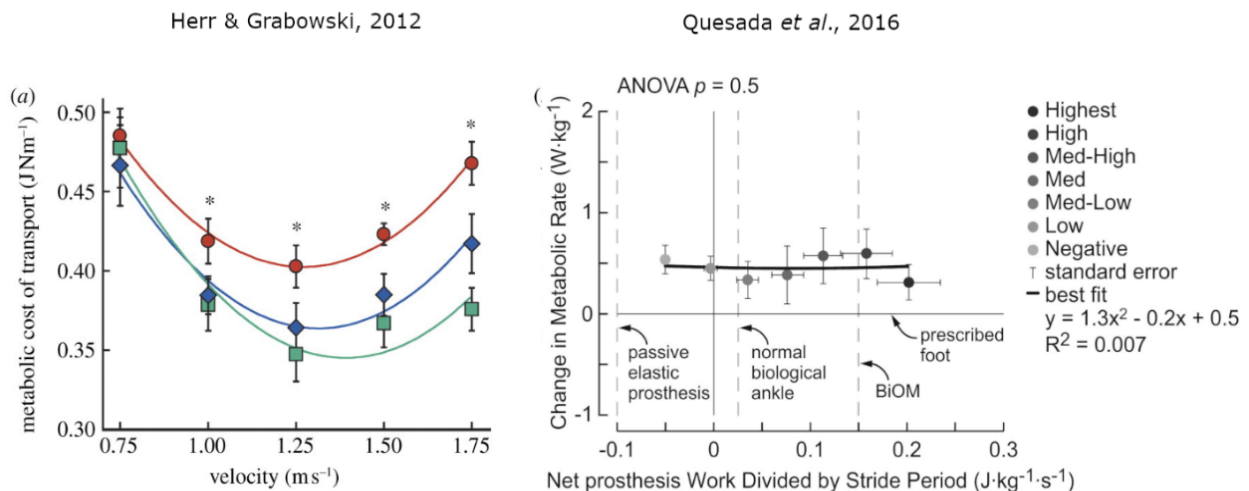 Herr & Grabowski, 2012
(a)
metabolic cost of transport (J Nm⁻¹)
0.50
0.45
0.40
0.35
0.30
*
*
*
*
0.75
1.00
1.25
1.50
1.75
velocity (m s⁻¹)
Quesada et al., 2016
(
ANOVA p = 0.5
Change in Metabolic Rate (W·kg⁻¹)
2
1
0
-1
passive
elastic
prosthesis
normal
biological
ankle
BiOM
prescribed
foot
-0.1
0
0.1
0.2
0.3
Net prosthesis Work Divided by Stride Period (J·kg⁻¹·s⁻¹)
Highest
High
Med-High
Med
Med-Low
Low
Negative
standard error
best fit
y = 1.3x² - 0.2x + 0.5
R² = 0.007